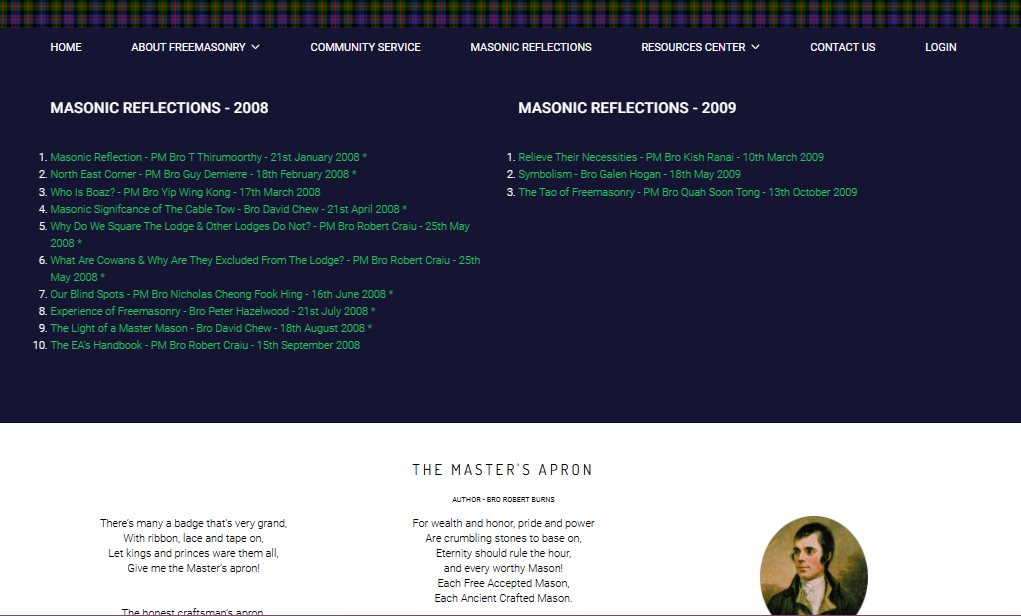 HOME ABOUT FREEMASONRY COMMUNITY SERVICE MASONIC REFLECTIONS RESOURCES CENTER CONTACT US LOGIN
MASONIC REFLECTIONS - 2008
1. Masonic Reflection - PM Bro T Thirumoorthy - 21st January 2008 *
2. North East Corner - PM Bro Guy Demierre - 18th February 2008 *
3. Who Is Boaz? - PM Bro Yip Wing Kong - 17th March 2008
4. Masonic Signifcance of The Cable Tow - Bro David Chew - 21st April 2008 *
5. Why Do We Square The Lodge & Other Lodges Do Not? - PM Bro Robert Craiu - 25th May
2008 *
6. What Are Cowans & Why Are They Excluded From The Lodge? - PM Bro Robert Craiu - 25th
May 2008 *
7. Our Blind Spots - PM Bro Nicholas Cheong Fook Hing - 16th June 2008 *
8. Experience of Freemasonry - Bro Peter Hazelwood - 21st July 2008 *
9. The Light of a Master Mason - Bro David Chew - 18th August 2008 *
10. The EA's Handbook - PM Bro Robert Craiu - 15th September 2008
MASONIC REFLECTIONS - 2009
1. Relieve Their Necessities - PM Bro Kish Ranai - 10th March 2009
2. Symbolism - Bro Galen Hogan - 18th May 2009
3. The Tao of Freemasonry - PM Bro Quah Soon Tong - 13th October 2009
THE MASTER'S APRON
AUTHOR - BRO ROBERT BURNS
There's many a badge that's very grand,
With ribbon, lace and tape on,
Let kings and princes ware them all,
Give me the Master's apron!
The honest craftsman's apron
For wealth and honor, pride and power
Are crumbling stones to base on,
Eternity should rule the hour,
and every worthy Mason!
Each Free Accepted Mason,
Each Ancient Crafted Mason.